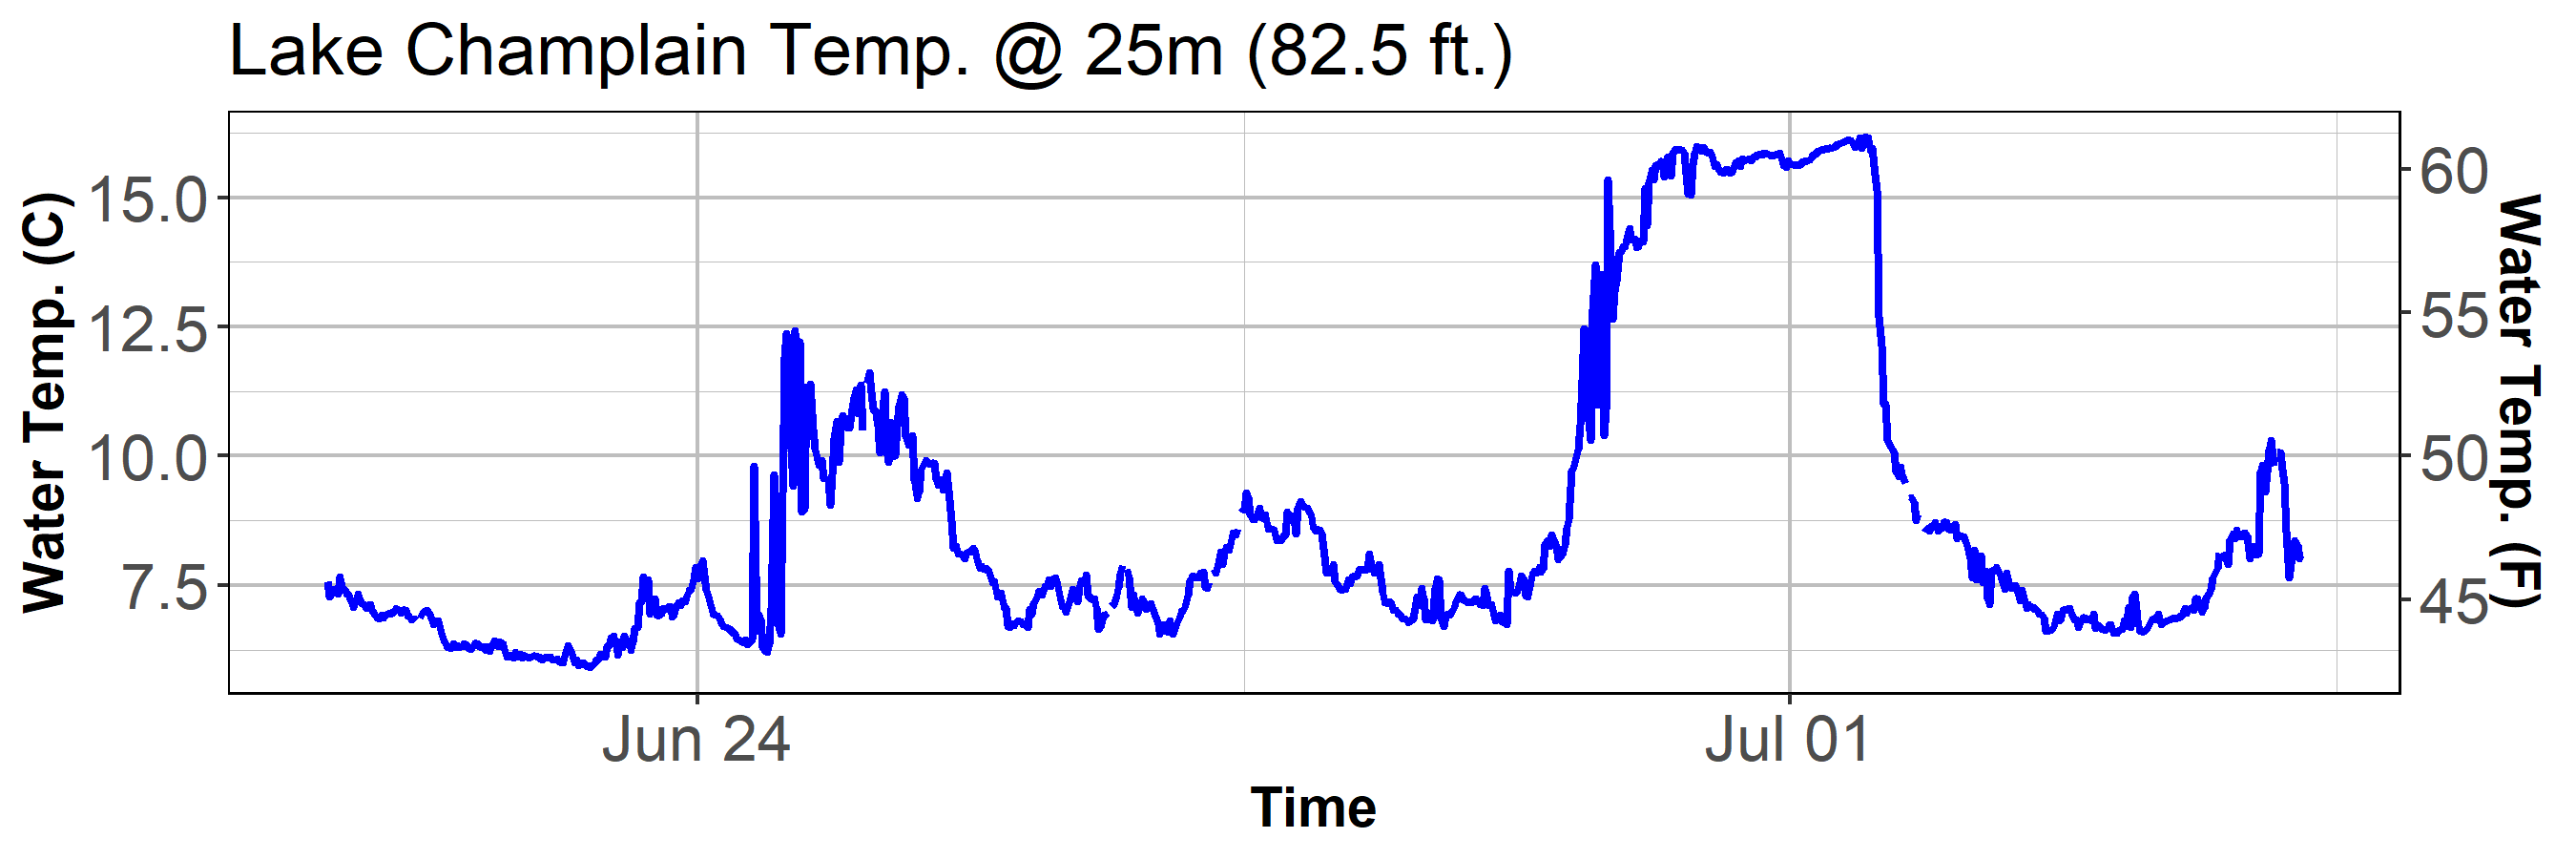 Lake Champlain Temp. @ 25m (82.5 ft.)
Water Temp. (C)
15.0
12.5
10.0
7.5
60
55
50
45
Water Temp. (F)
Jun 24
Jul 01
Time